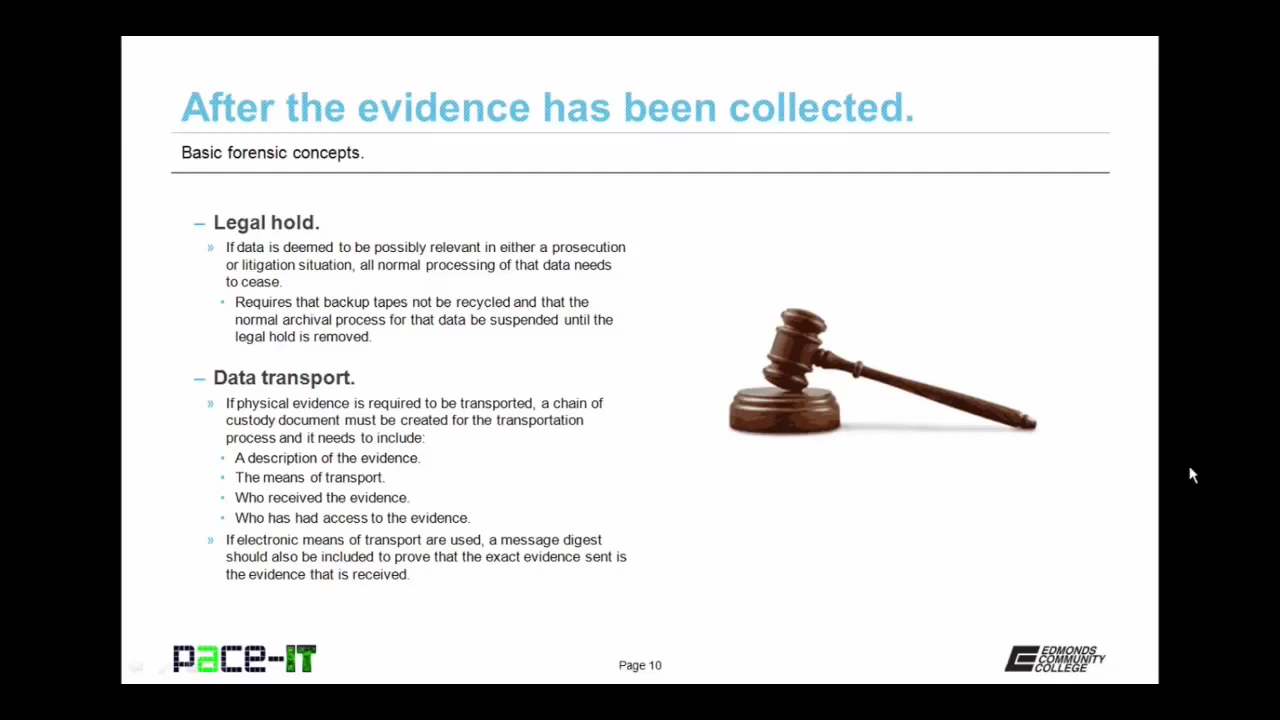 After the evidence has been collected.
Basic forensic concepts.
– Legal hold.
» If data is deemed to be possibly relevant in either a prosecution
or litigation situation, all normal processing of that data needs
to cease.
• Requires that backup tapes not be recycled and that the
normal archival process for that data be suspended until the
legal hold is removed.
– Data transport.
» If physical evidence is required to be transported, a chain of
custody document must be created for the transportation
process and it needs to include:
• A description of the evidence.
• The means of transport.
• Who received the evidence.
• Who has had access to the evidence.
» If electronic means of transport are used, a message digest
should also be included to prove that the exact evidence sent is
the evidence that is received.
pace-IT
Page 10
EDMONDS
COMMUNITY
COLLEGE